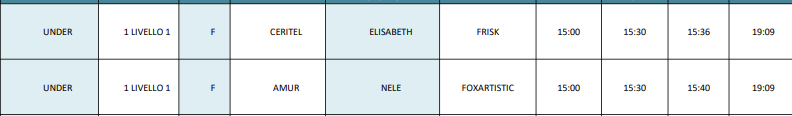 UNDER 1 LIVELLO 1 F CERITEL ELISABETH FRISK 15:00 15:30 15:36 19:09
UNDER 1 LIVELLO 1 F AMUR NELE FOXARTISTIC 15:00 15:30 15:40 19:09